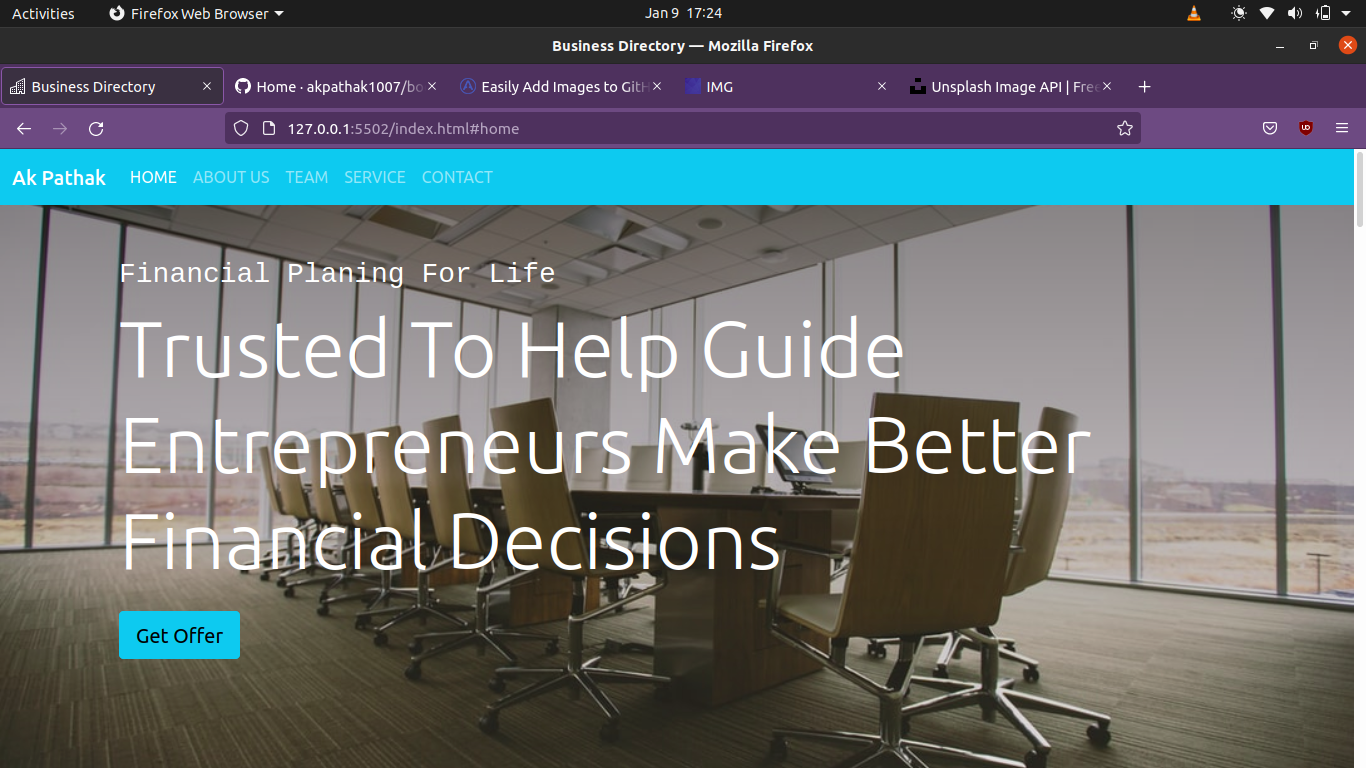 Activities Firefox Web Browser Jan 9 17:24
Business Directory — Mozilla Firefox
Business Directory Home · akpathak1007/bo Easily Add Images to GitH IMG Unsplash Image API | Free
127.0.0.1:5502/index.html#home
Ak Pathak HOME ABOUT US TEAM SERVICE CONTACT
Financial Planing For Life
Trusted To Help Guide
Entrepreneurs Make Better
Financial Decisions
Get Offer